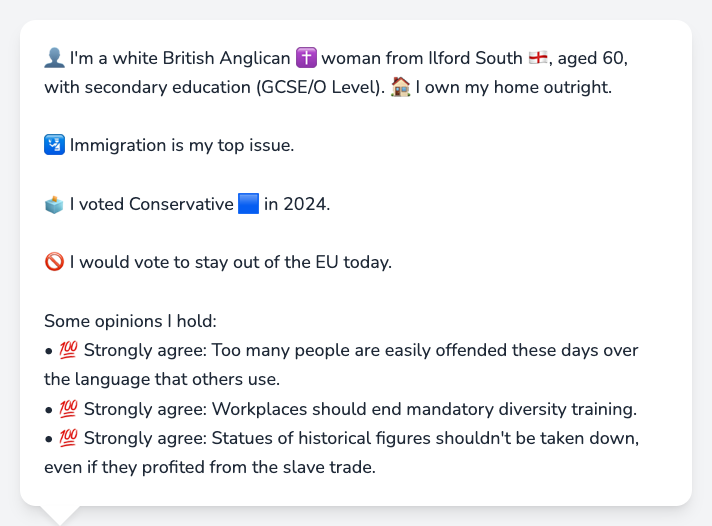 👤 I'm a white British Anglican ✝️ woman from Ilford South 🏴󠁧󠁢󠁥󠁮󠁧󠁿, aged 60,
with secondary education (GCSE/O Level). 🏠 I own my home outright.
🛂 Immigration is my top issue.
🗳️ I voted Conservative 🟦 in 2024.
🚫 I would vote to stay out of the EU today.
Some opinions I hold:
• 💯 Strongly agree: Too many people are easily offended these days over
the language that others use.
• 💯 Strongly agree: Workplaces should end mandatory diversity training.
• 💯 Strongly agree: Statues of historical figures shouldn't be taken down,
even if they profited from the slave trade.